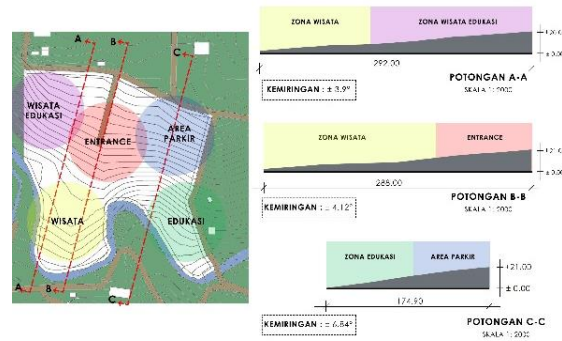 A
B
C
WISATA
EDUKASI
ENTRANCE
AREA
PARKIR
WISATA
EDUKASI
A
B
C
ZONA WISATA
ZONA WISATA EDUKASI
± 0.00
292.00
KEMIRINGAN : ± 3.9°
POTONGAN A-A
SKALA 1: 2000
ZONA WISATA
ENTRANCE
± 0.00
288.00
KEMIRINGAN : ± 4.12°
POTONGAN B-B
SKALA 1: 2000
ZONA EDUKASI
AREA PARKIR
+21.00
± 0.00
174.90
KEMIRINGAN : ± 6.84°
POTONGAN C-C
SKALA 1: 2000